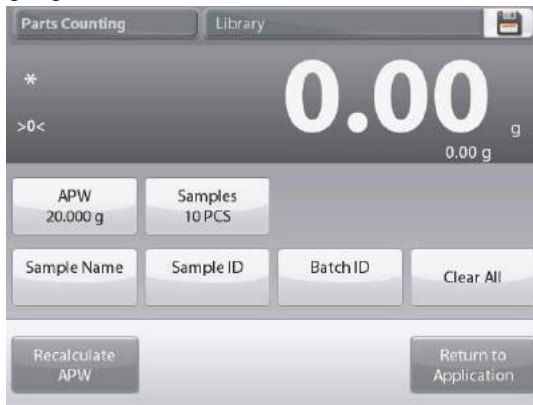 Parts Counting
Library
*
0.00 g
>0<
0.00 g
APW
20.000 g
Samples
10 PCS
Sample Name
Sample ID
Batch ID
Clear All
Recalculate
APW
Return to
Application